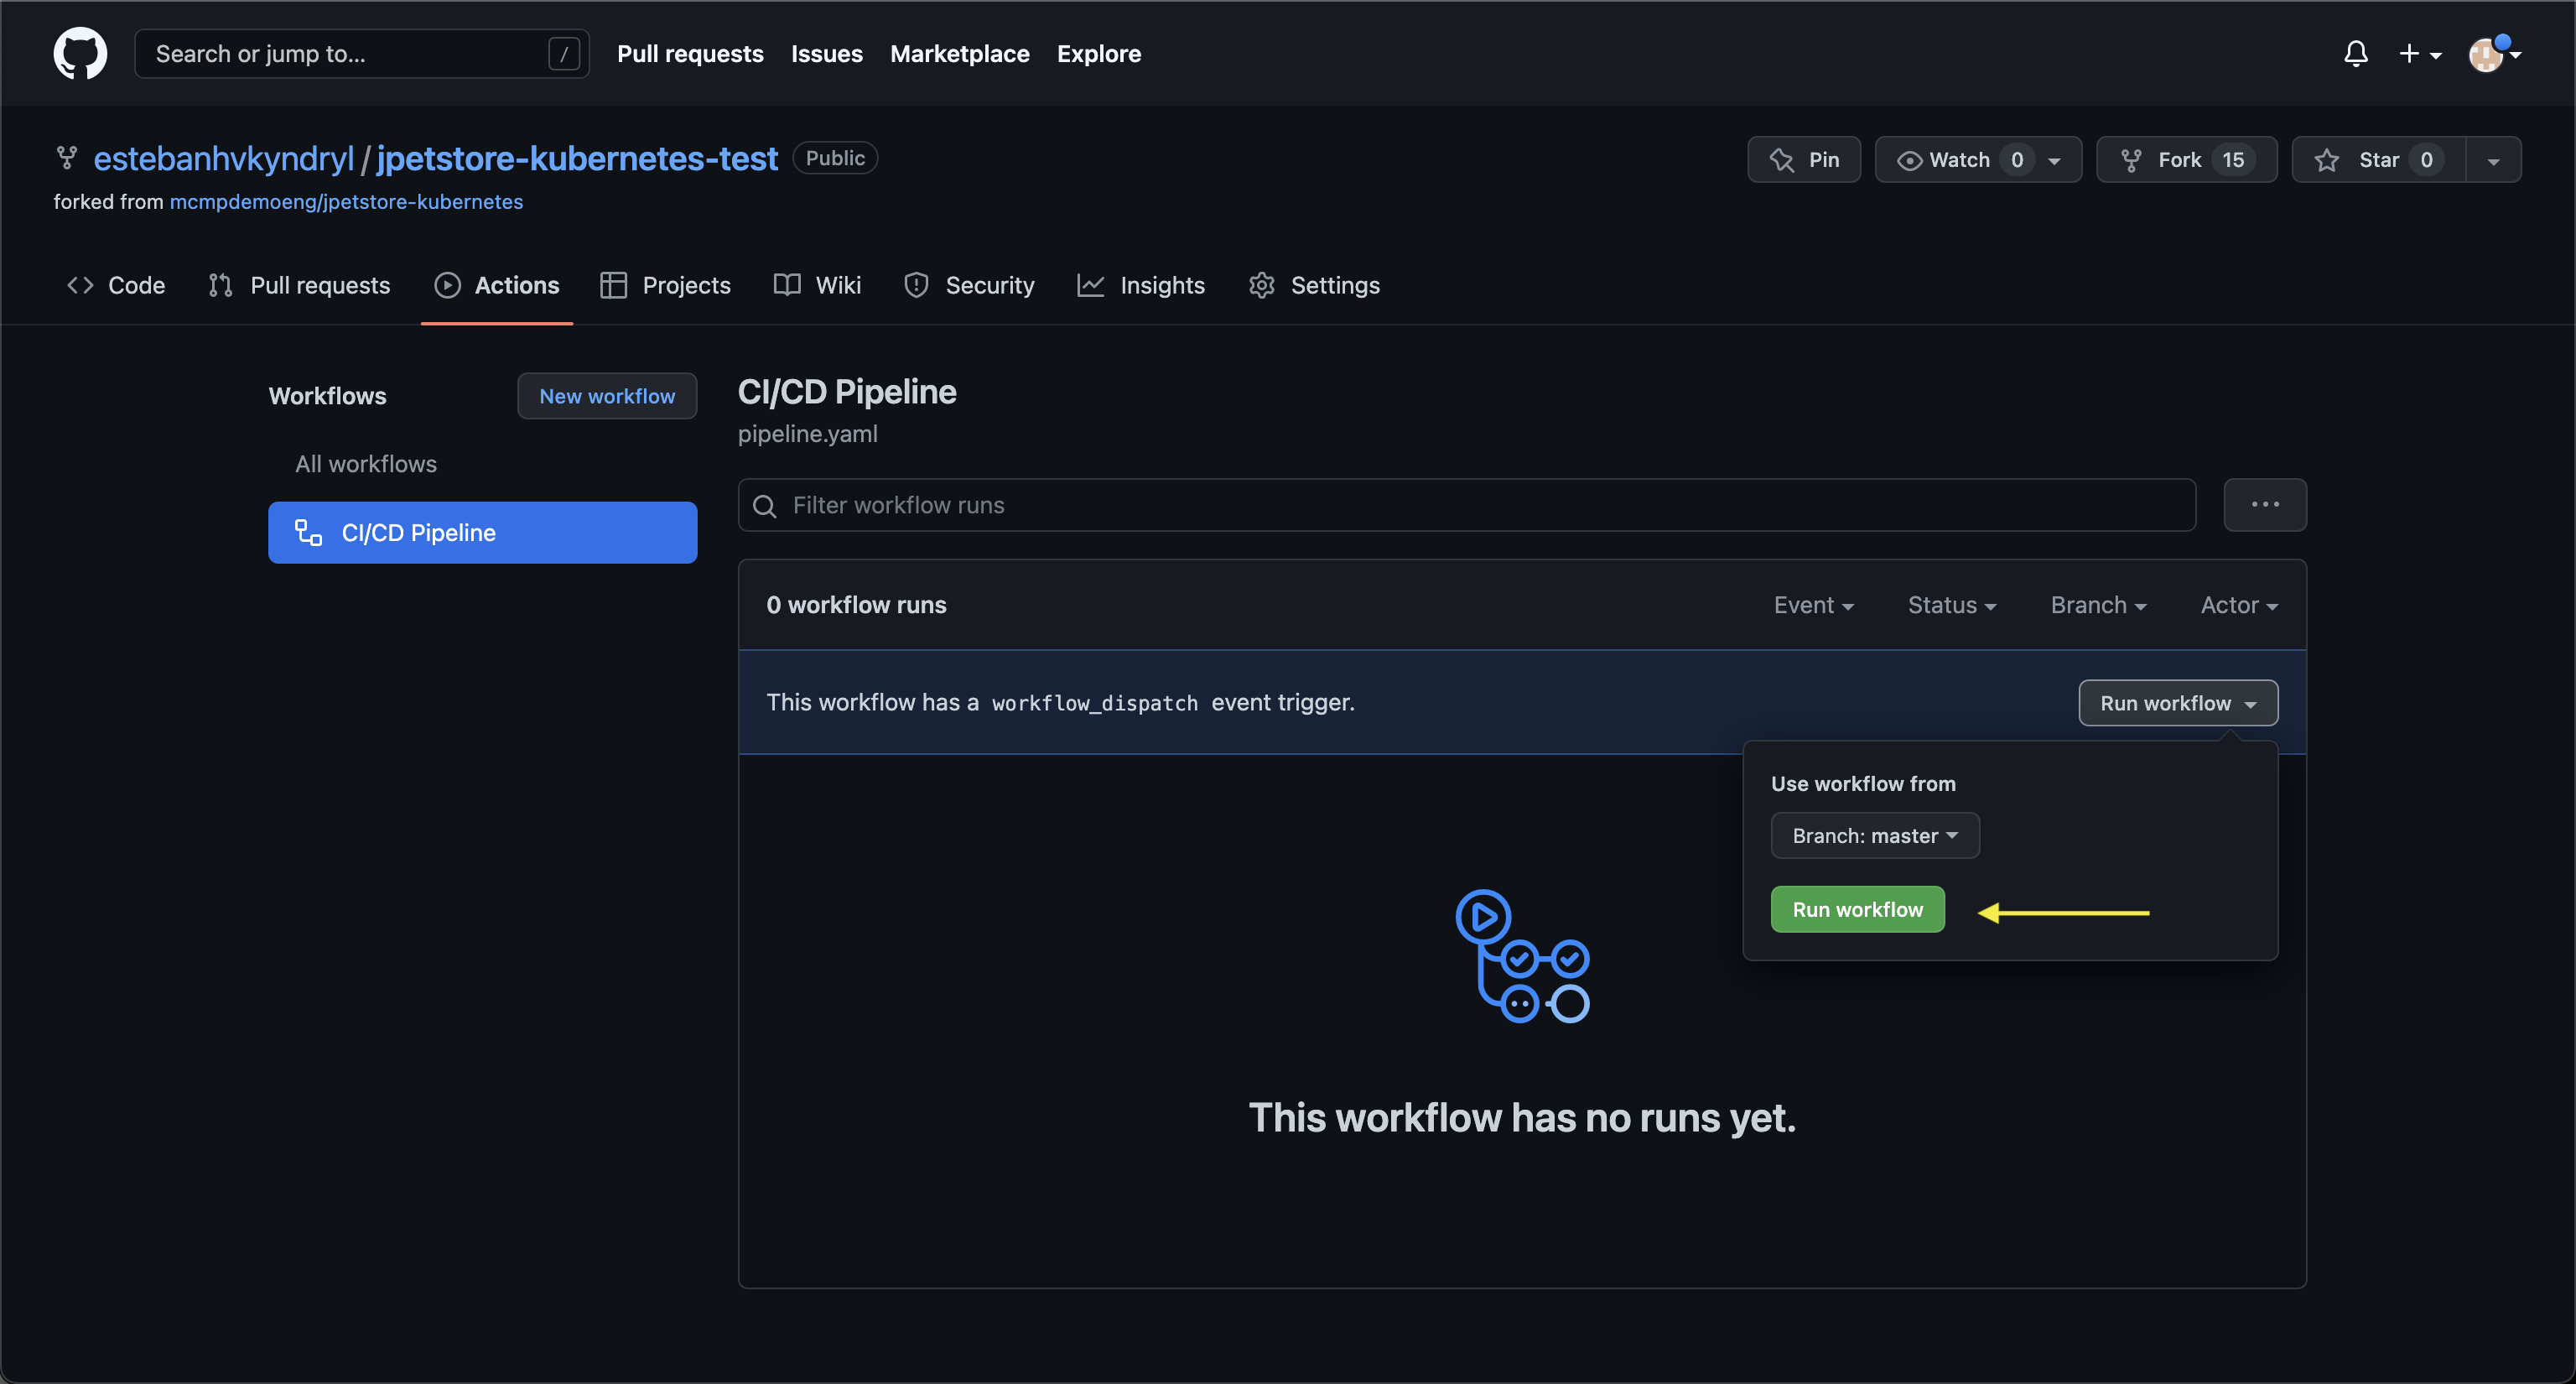 Search or jump to... / Pull requests Issues Marketplace Explore
estebanhvkyndryl / jpetstore-kubernetes-test Public Pin Watch 0 Fork 15 Star 0
forked from mcmpdemoeng/jpetstore-kubernetes
Code Pull requests Actions Projects Wiki Security Insights Settings
Workflows New workflow
All workflows
CI/CD Pipeline
CI/CD Pipeline
pipeline.yaml
Filter workflow runs
0 workflow runs Event Status Branch Actor
This workflow has a workflow_dispatch event trigger. Run workflow
Use workflow from
Branch: master
Run workflow
This workflow has no runs yet.